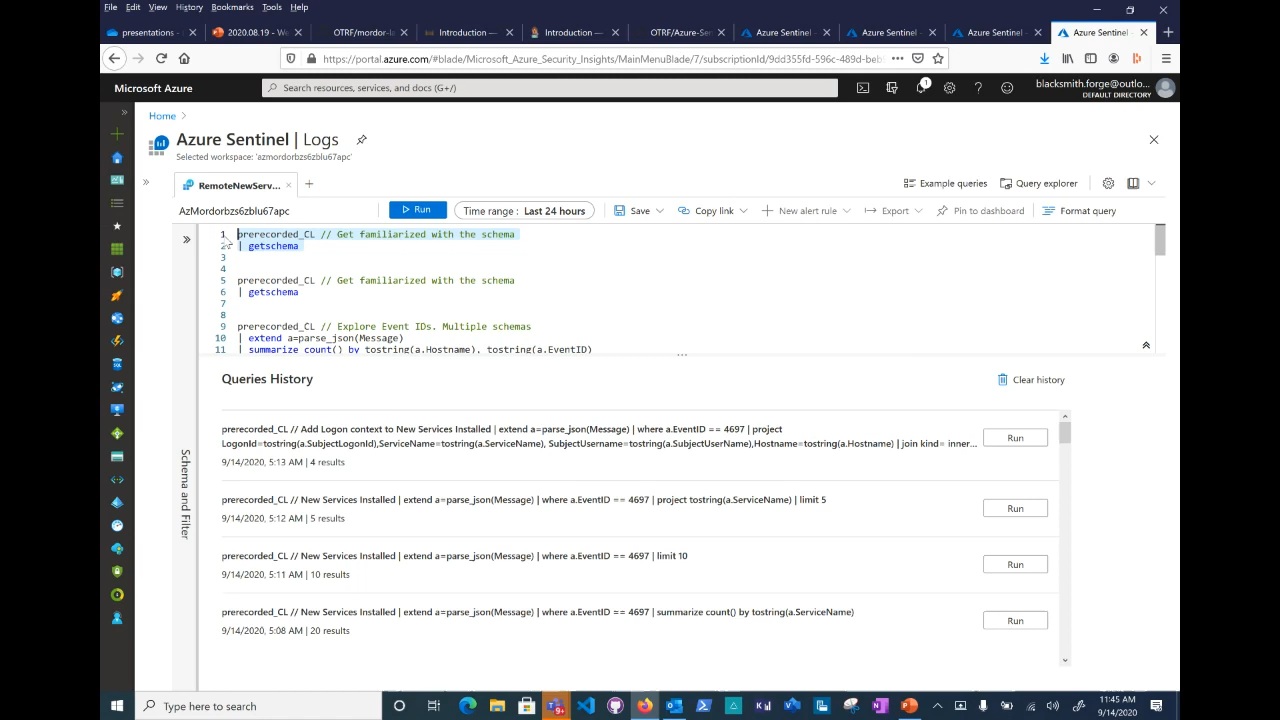 File Edit View History Bookmarks Tools Help
presentations - 2020.08.19 - We OTRF/mordor-la Introduction — Introduction — OTRF/Azure-Se Azure Sentinel Azure Sentinel Azure Sentinel Azure Sentinel
https://portal.azure.com/#blade/Microsoft_Azure_Security_Insights/MainMenuBlade/7/subscriptionId/9dd355fd-596c-489d-beb
Microsoft Azure
Search resources, services, and docs (G+/)
1
blacksmith.forge@outlo...
DEFAULT DIRECTORY
Home
Azure Sentinel | Logs
Selected workspace: 'azmordorbzs6zblu67apc'
RemoteNewServ...
Example queries
Query explorer
AzMordorbzs6zblu67apc
Run
Time range : Last 24 hours
Save
Copy link
New alert rule
Export
Pin to dashboard
Format query
1 prerecorded_CL // Get familiarized with the schema
2 | getschema
3
4
5 prerecorded_CL // Get familiarized with the schema
6 | getschema
7
8
9 prerecorded_CL // Explore Event IDs. Multiple schemas
10 | extend a=parse_json(Message)
11 | summarize count() by tostring(a.Hostname), tostring(a.EventID)
Schema and Filter
Queries History
Clear history
prerecorded_CL // Add Logon context to New Services Installed | extend a=parse_json(Message) | where a.EventID == 4697 | project
LogonId=tostring(a.SubjectLogonId),ServiceName=tostring(a.ServiceName), SubjectUsername=tostring(a.SubjectUserName),Hostname=tostring(a.Hostname) | join kind= inner...
9/14/2020, 5:13 AM | 4 results
Run
prerecorded_CL // New Services Installed | extend a=parse_json(Message) | where a.EventID == 4697 | project tostring(a.ServiceName) | limit 5
9/14/2020, 5:12 AM | 5 results
Run
prerecorded_CL // New Services Installed | extend a=parse_json(Message) | where a.EventID == 4697 | limit 10
9/14/2020, 5:11 AM | 10 results
Run
prerecorded_CL // New Services Installed | extend a=parse_json(Message) | where a.EventID == 4697 | summarize count() by tostring(a.ServiceName)
9/14/2020, 5:08 AM | 20 results
Run
Type here to search
11:45 AM
9/14/2020